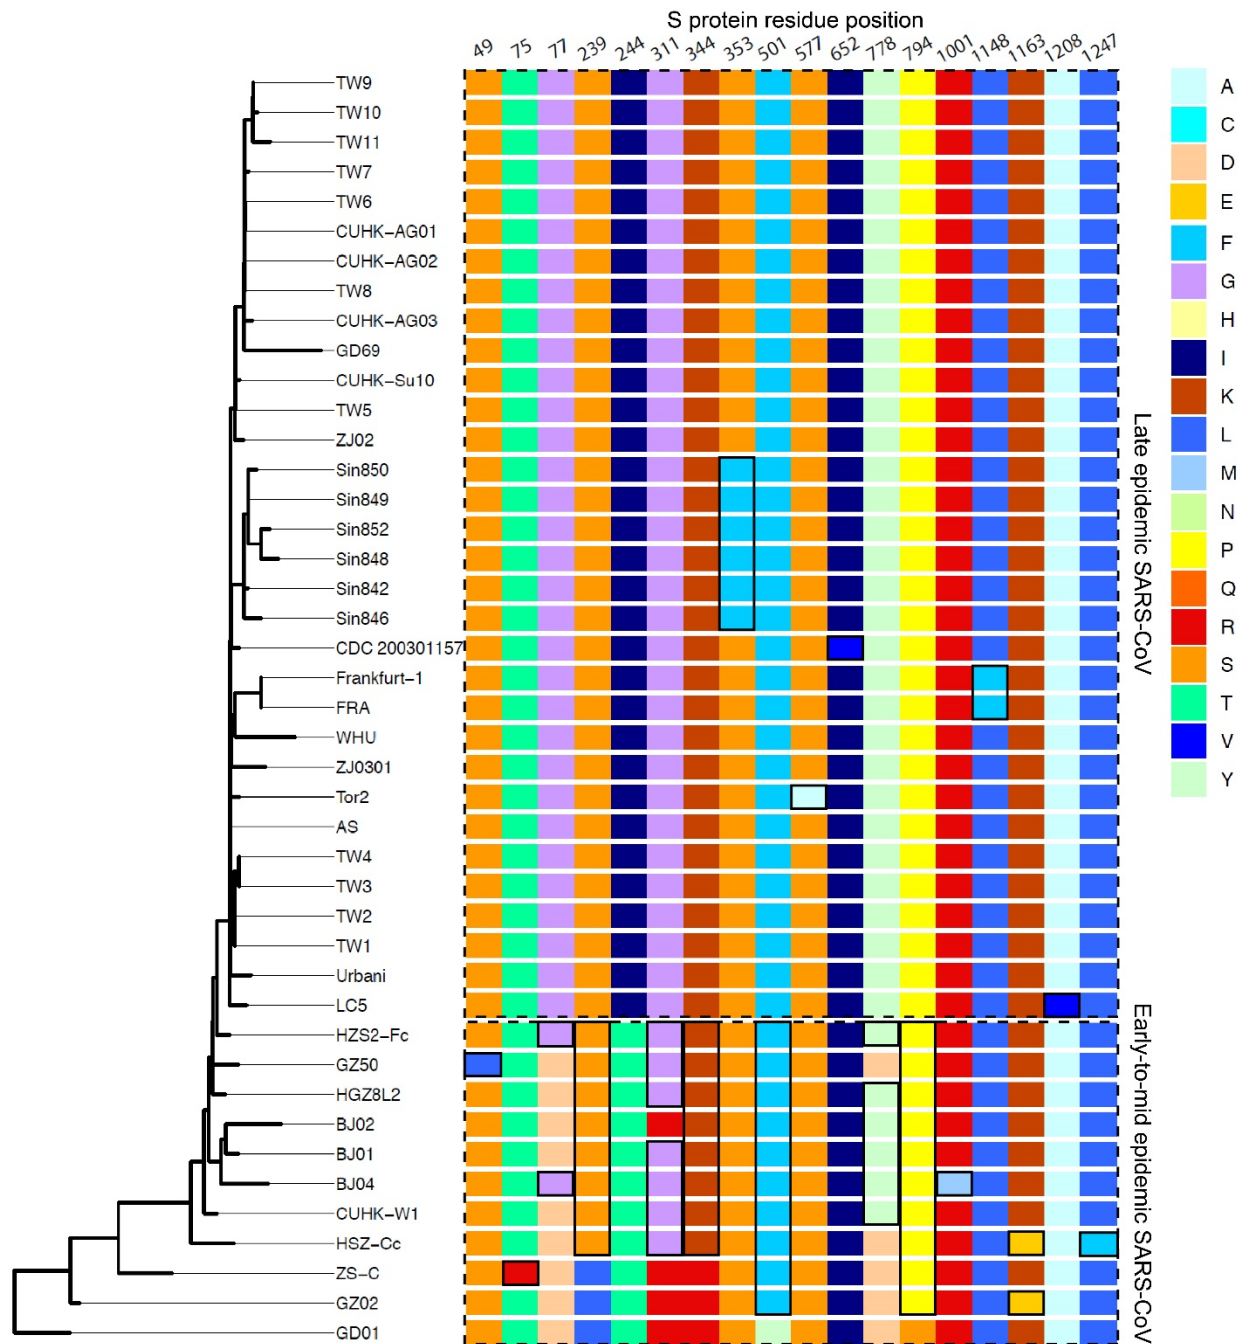 S protein residue position
49 75 77 239 244 311 344 353 501 577 652 778 794 1001 1148 1163 1208 1247
TW9
TW10
TW11
TW7
TW6
CUHK–AG01
CUHK–AG02
TW8
CUHK–AG03
GD69
CUHK–Su10
TW5
ZJ02
Sin850
Sin849
Sin852
Sin848
Sin842
Sin846
CDC 200301157
Frankfurt–1
FRA
WHU
ZJ0301
Tor2
AS
TW4
TW3
TW2
TW1
Urbani
LC5
HZS2–Fc
GZ50
HGZ8L2
BJ02
BJ01
BJ04
CUHK–W1
HSZ–Cc
ZS–C
GZ02
GD01
Late epidemic SARS-CoV
Early-to-mid epidemic SARS-CoV
A
C
D
E
F
G
H
I
K
L
M
N
P
Q
R
S
T
V
Y